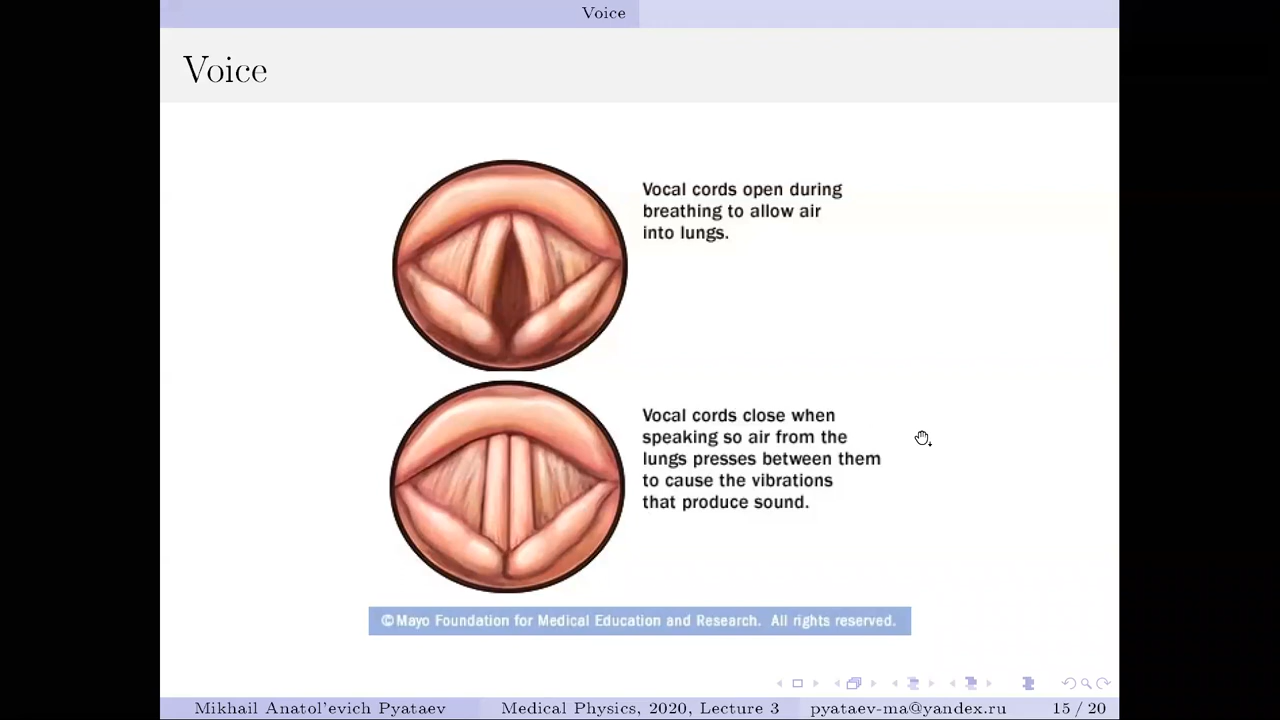 Voice
Voice
Vocal cords open during
breathing to allow air
into lungs.
Vocal cords close when
speaking so air from the
lungs presses between them
to cause the vibrations
that produce sound.
©Mayo Foundation for Medical Education and Research. All rights reserved.
Mikhail Anatol'evich Pyataev Medical Physics, 2020, Lecture 3 pyataev-ma@yandex.ru 15 / 20